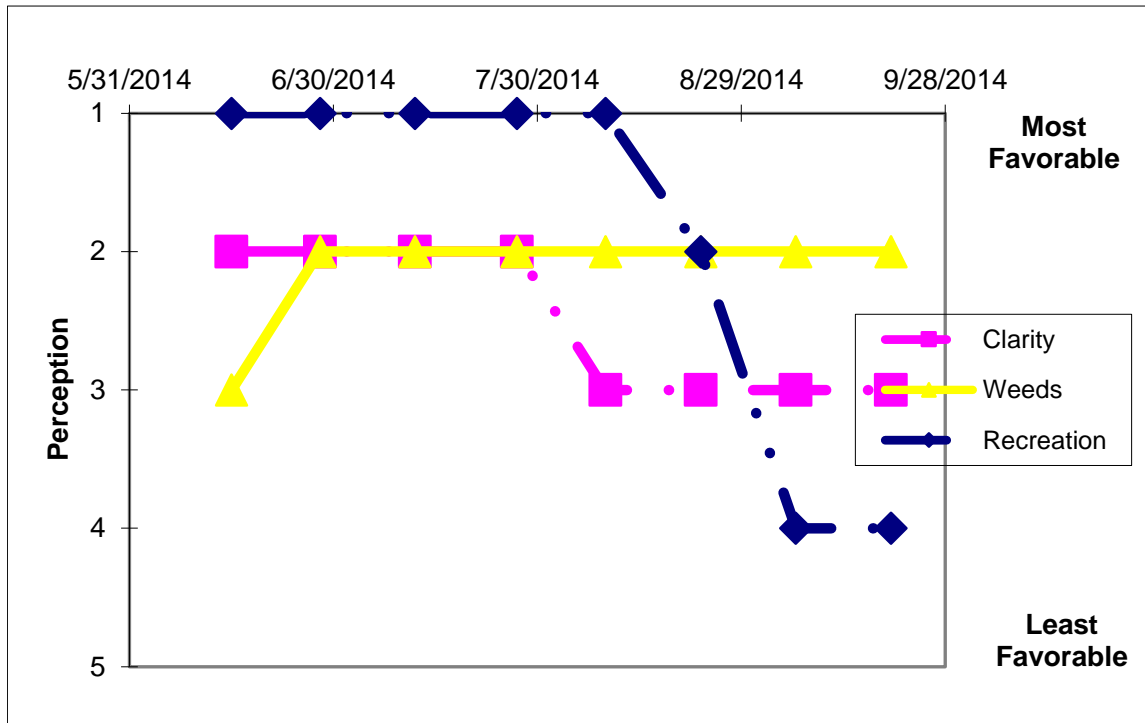 5/31/2014 6/30/2014 7/30/2014 8/29/2014 9/28/2014
1
2
3
4
5
Perception
Most
Favorable
Clarity
Weeds
Recreation
Least
Favorable